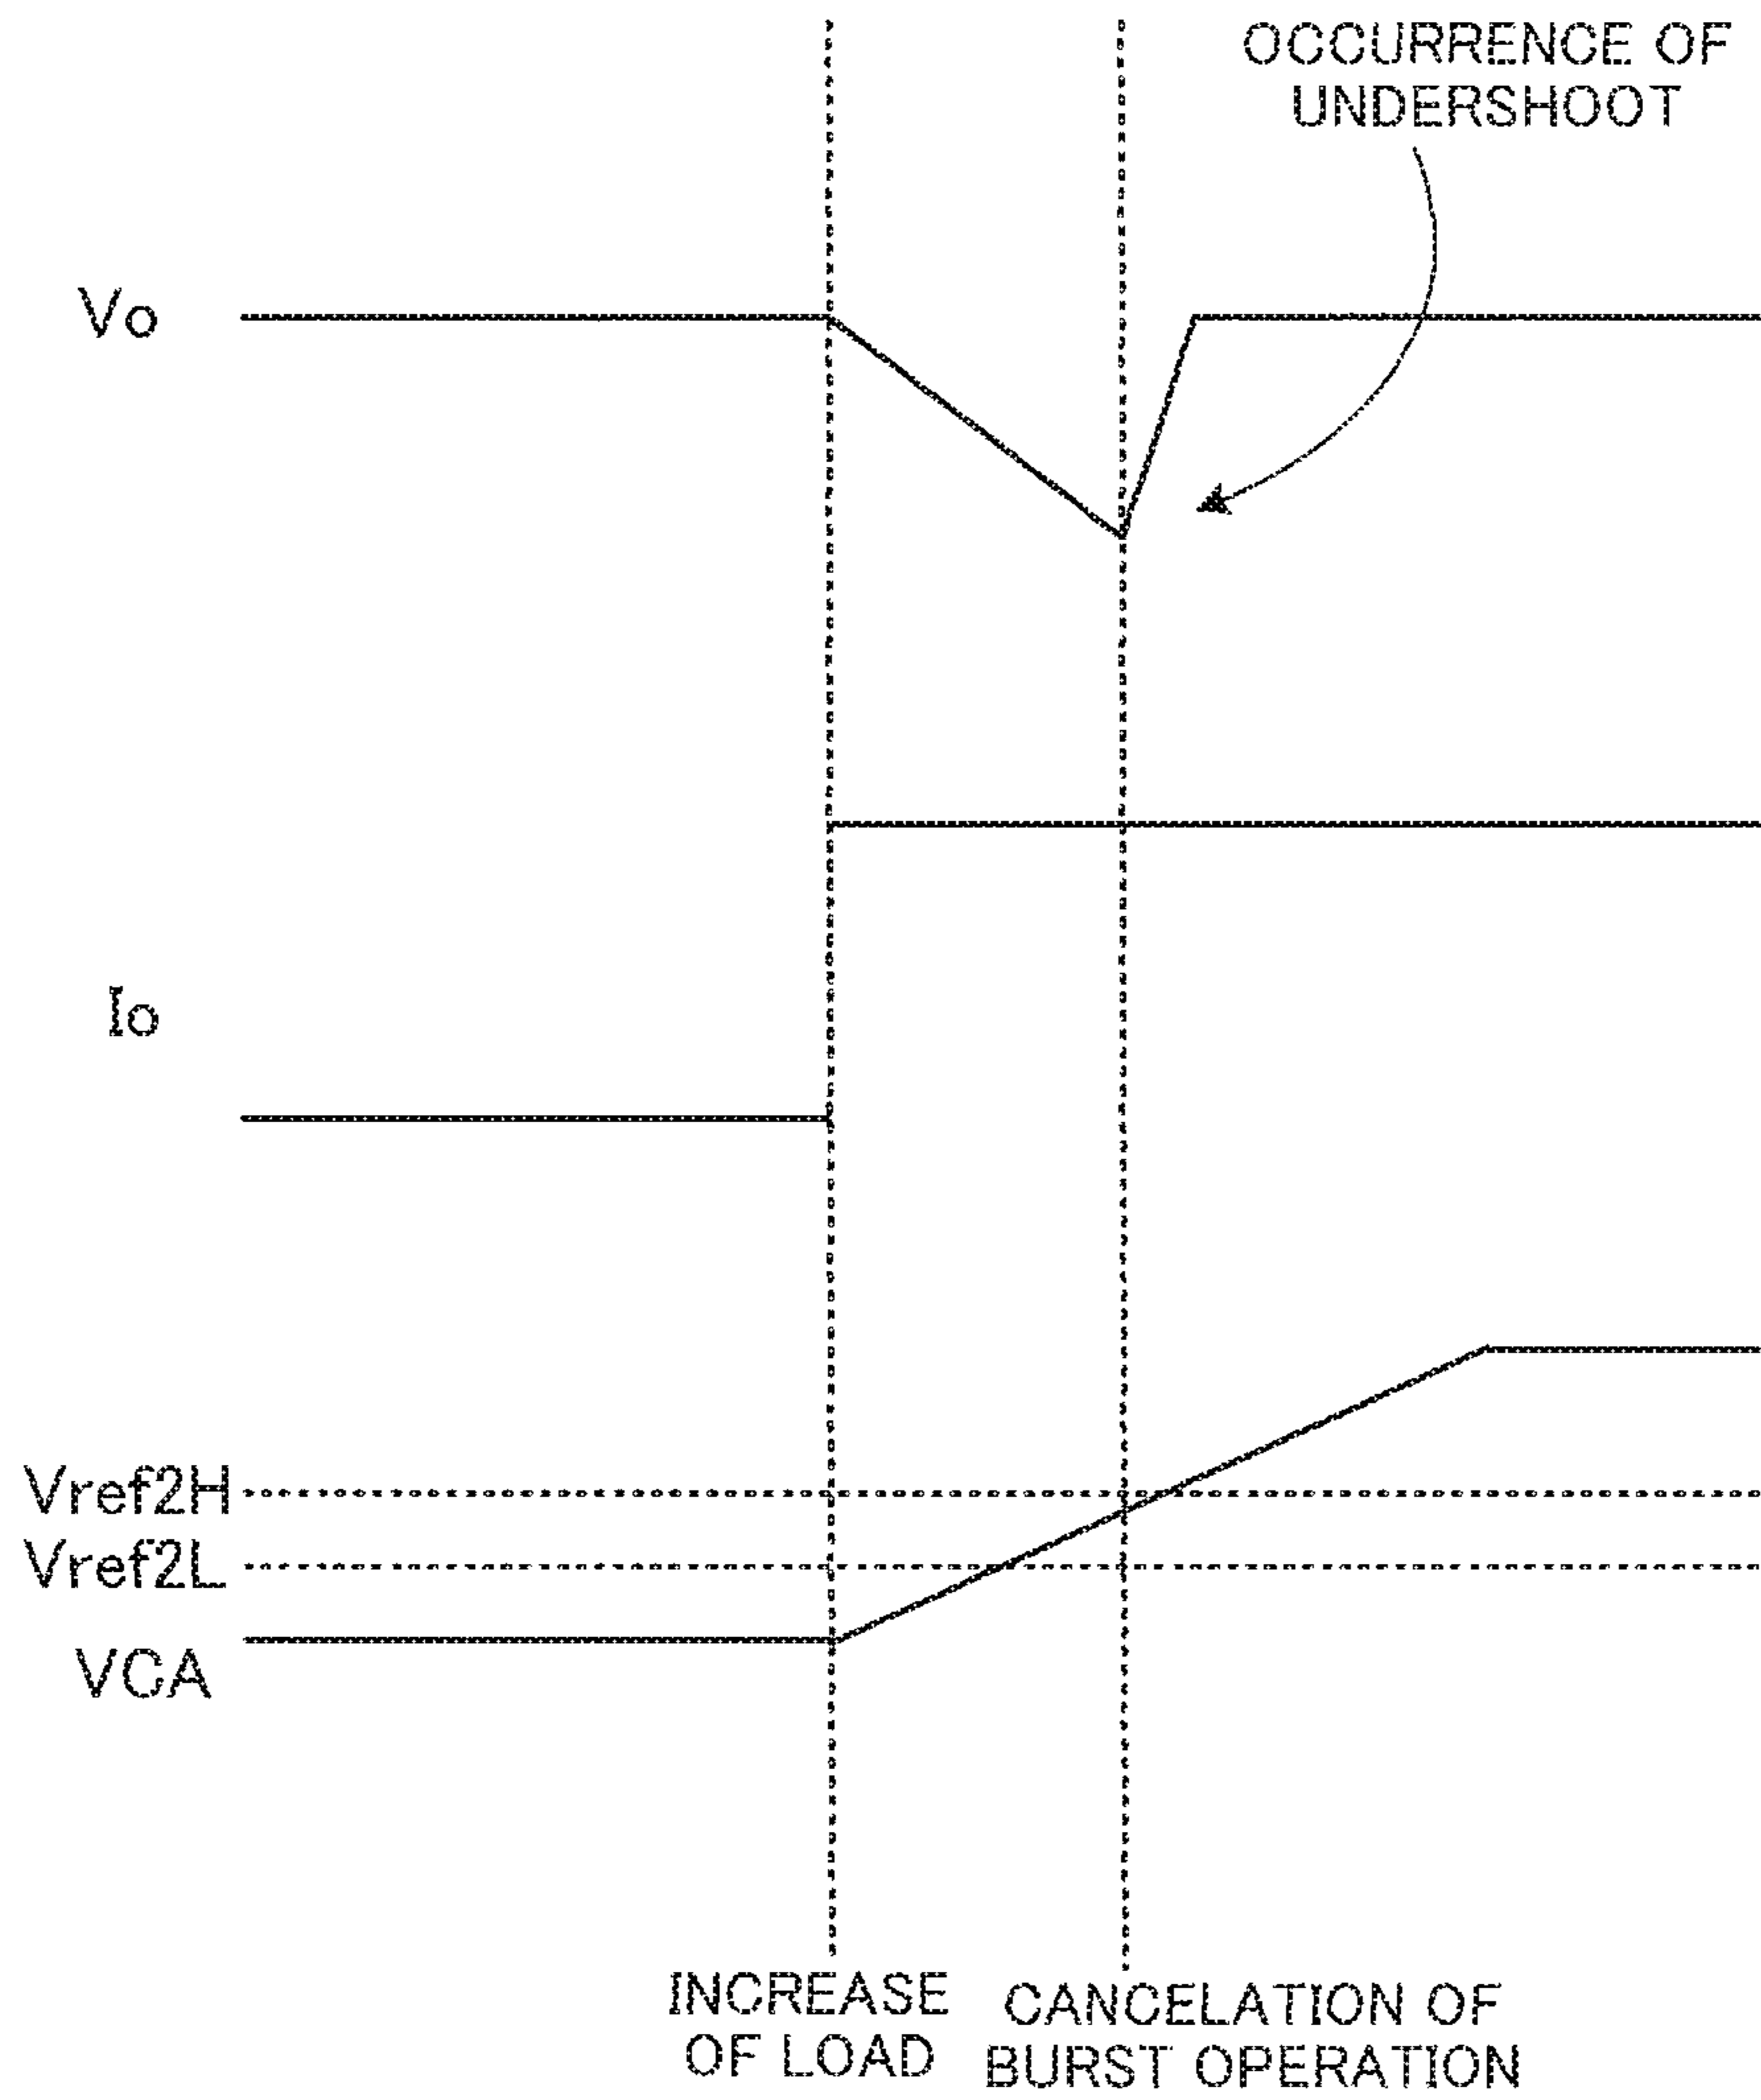 OCCURRENCE OF
UNDERSHOOT
Vo
Io
Vref2H
Vref2L
VCA
INCREASE
OF LOAD
CANCELATION OF
BURST OPERATION